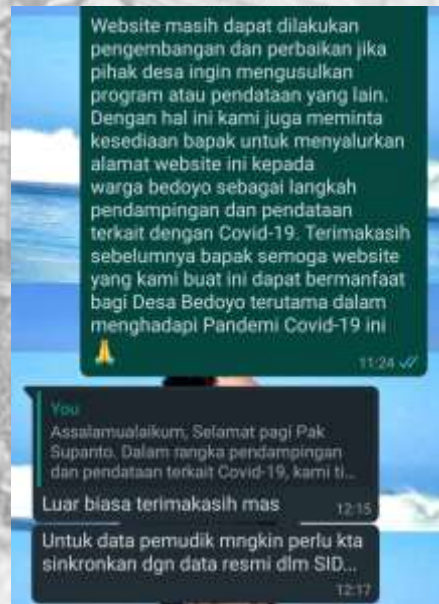 Website masih dapat dilakukan
pengembangan dan perbaikan jika
pihak desa ingin mengusulkan
program atau pendataan yang lain.
Dengan hal ini kami juga meminta
kesediaan bapak untuk menyalurkan
alamat website ini kepada
warga bedoyo sebagai langkah
pendampingan dan pendataan
terkait dengan Covid-19. Terimakasih
sebelumnya bapak semoga website
yang kami buat ini dapat bermanfaat
bagi Desa Bedoyo terutama dalam
menghadapi Pandemi Covid-19 ini
🙏
11:24
You
Assalamualaikum, Selamat pagi Pak
Supanto. Dalam rangka pendampingan
dan pendataan terkait Covid-19, kami ti...
Luar biasa terimakasih mas
12:15
Untuk data pemudik mngkin perlu kta
sinkronkan dgn data resmi dlm SID...
12:17